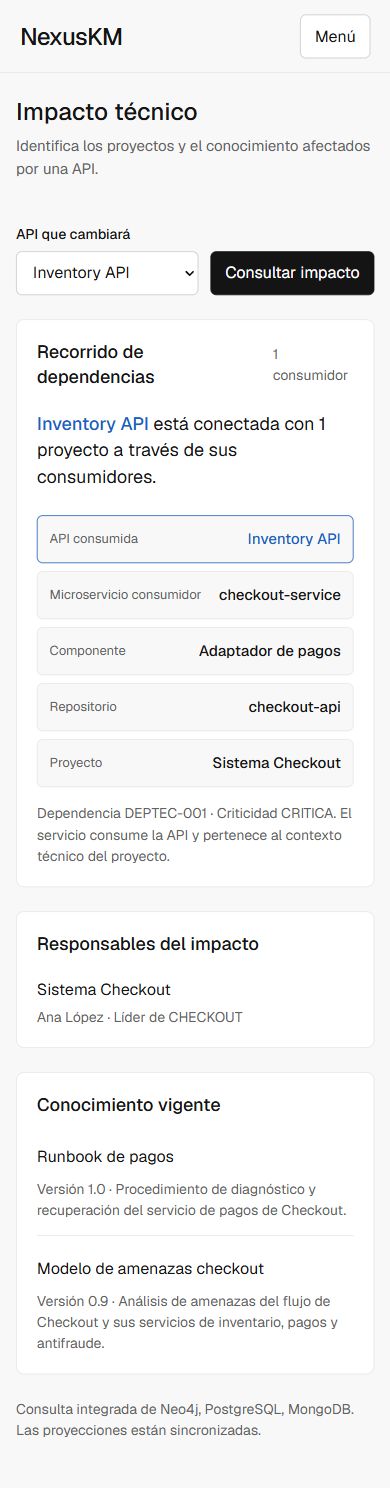 NexusKM
Menú
Impacto técnico
Identifica los proyectos y el conocimiento afectados
por una API.
API que cambiará
Inventory API
Consultar impacto
Recorrido de
dependencias
1
consumidor
Inventory API está conectada con 1
proyecto a través de sus
consumidores.
API consumida
Inventory API
Microservicio consumidor
checkout-service
Componente
Adaptador de pagos
Repositorio
checkout-api
Proyecto
Sistema Checkout
Dependencia DEPTEC-001 · Criticidad CRITICA. El
servicio consume la API y pertenece al contexto
técnico del proyecto.
Responsables del impacto
Sistema Checkout
Ana López · Líder de CHECKOUT
Conocimiento vigente
Runbook de pagos
Versión 1.0 · Procedimiento de diagnóstico y
recuperación del servicio de pagos de Checkout.
Modelo de amenazas checkout
Versión 0.9 · Análisis de amenazas del flujo de
Checkout y sus servicios de inventario, pagos y
antifraude.
Consulta integrada de Neo4j, PostgreSQL, MongoDB.
Las proyecciones están sincronizadas.